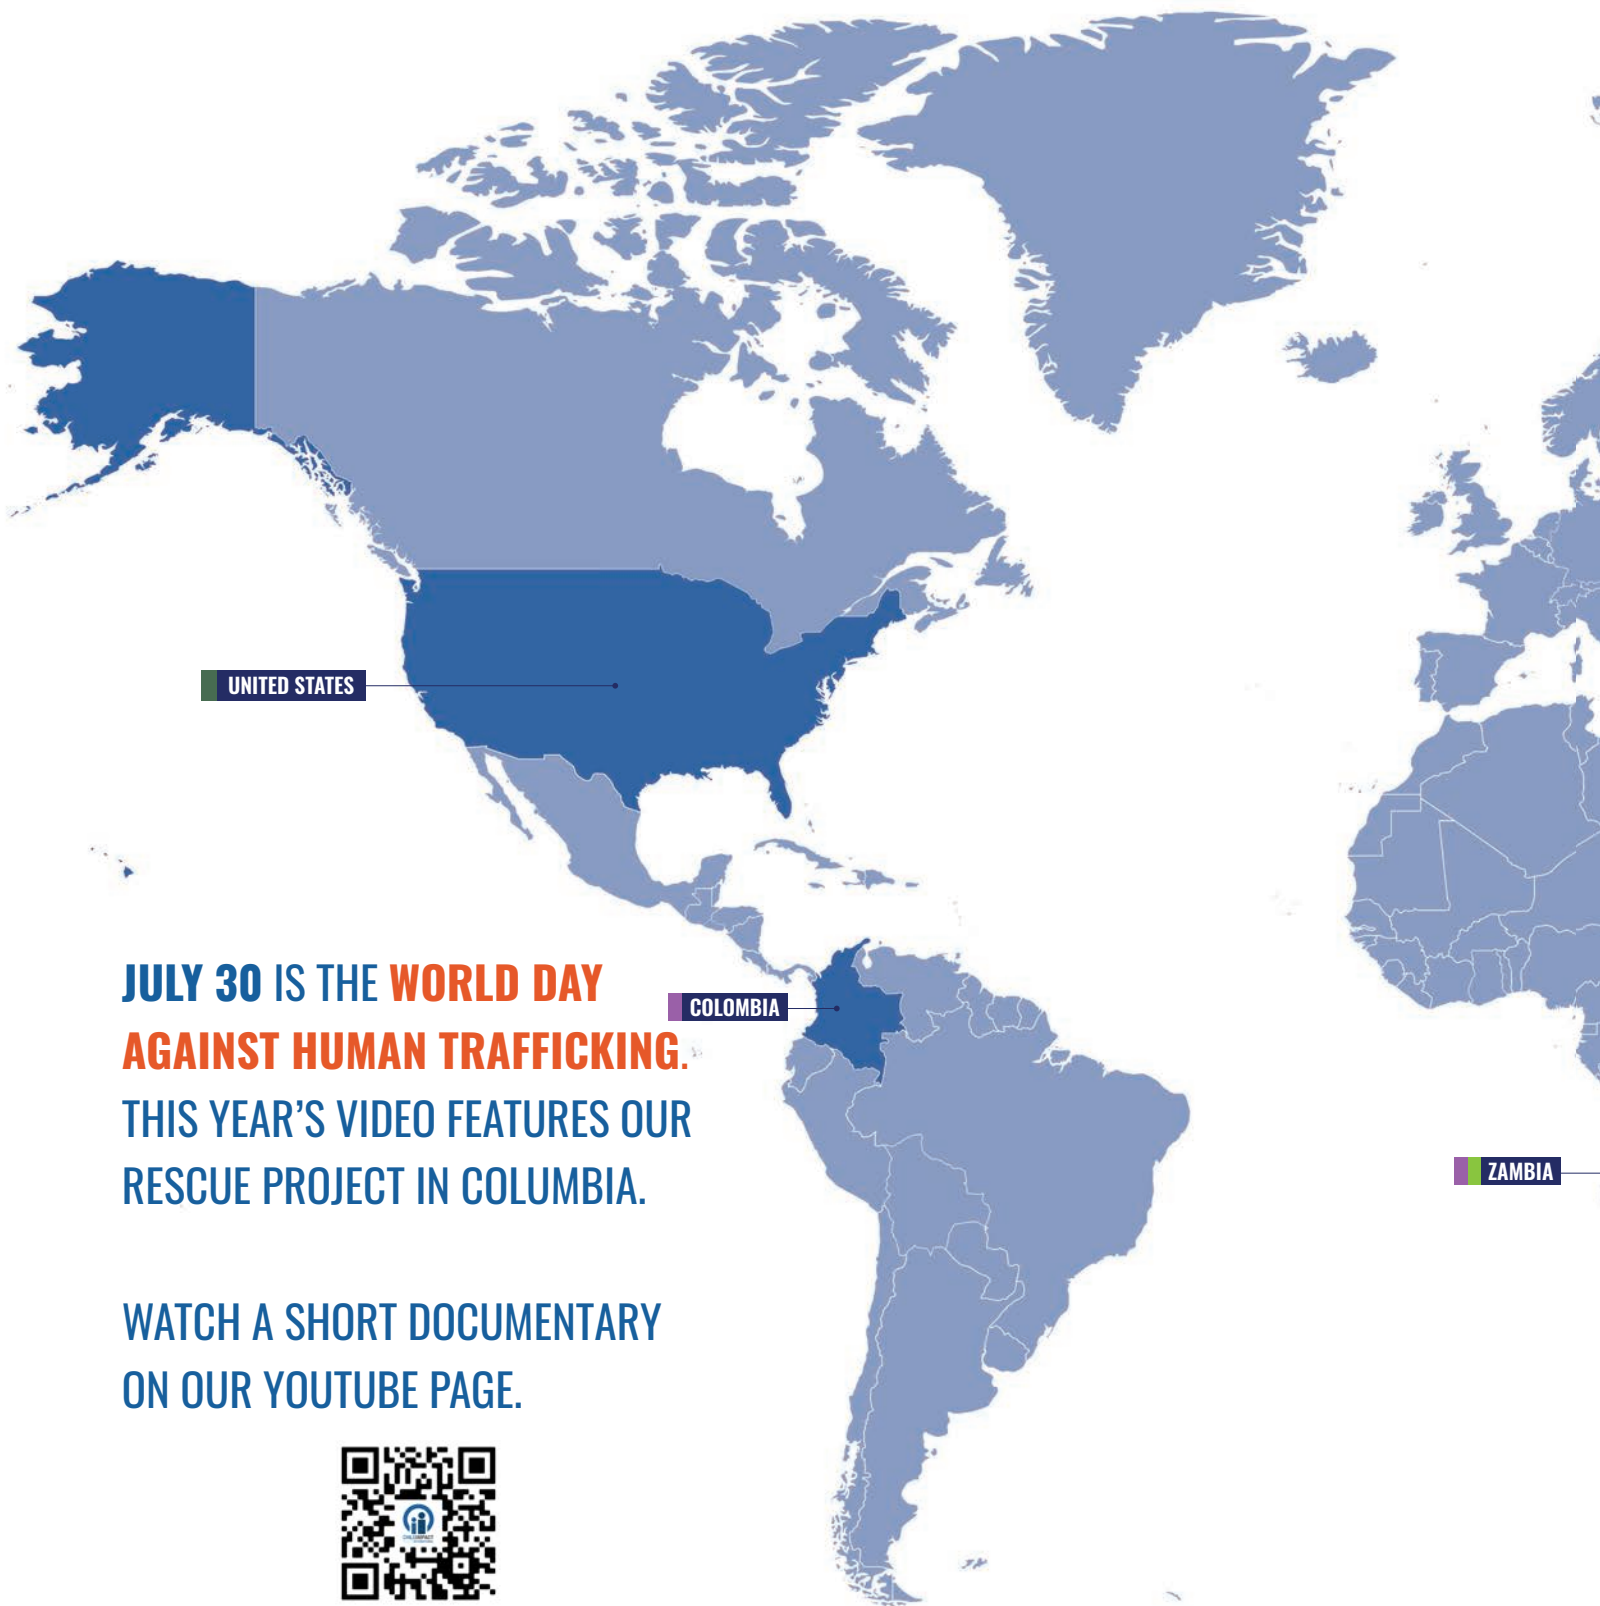 UNITED STATES
JULY 30 IS THE WORLD DAY
AGAINST HUMAN TRAFFICKING.
THIS YEAR'S VIDEO FEATURES OUR
RESCUE PROJECT IN COLUMBIA.
WATCH A SHORT DOCUMENTARY
ON OUR YOUTUBE PAGE.
COLOMBIA
ZAMBIA